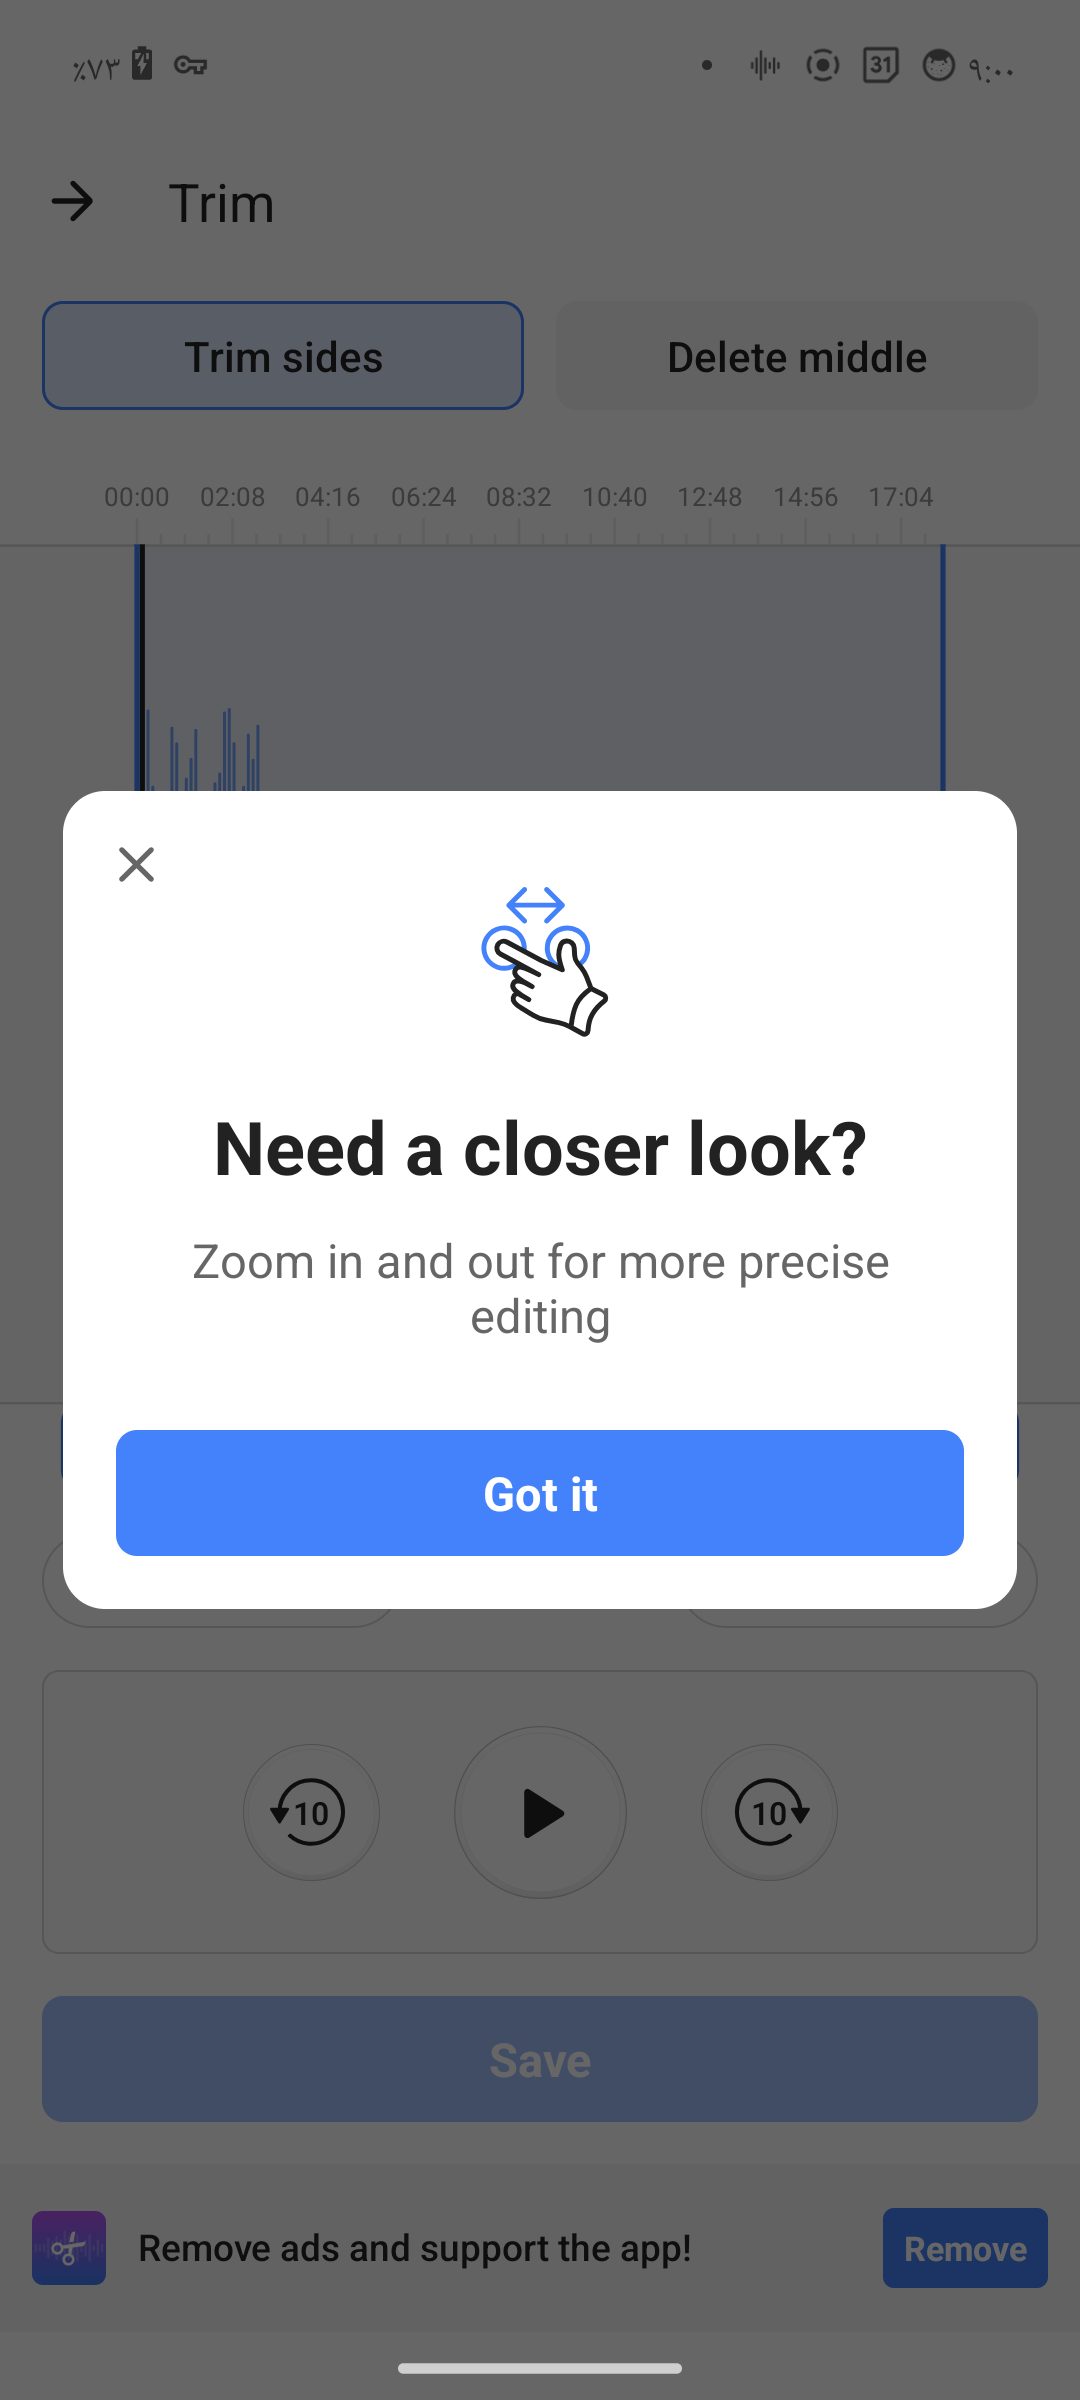 ٪۷۳
31
۹:۰۰
Trim
Trim sides
Delete middle
00:00 02:08 04:16 06:24 08:32 10:40 12:48 14:56 17:04
Need a closer look?
Zoom in and out for more precise
editing
Got it
10
10
Save
Remove ads and support the app!
Remove